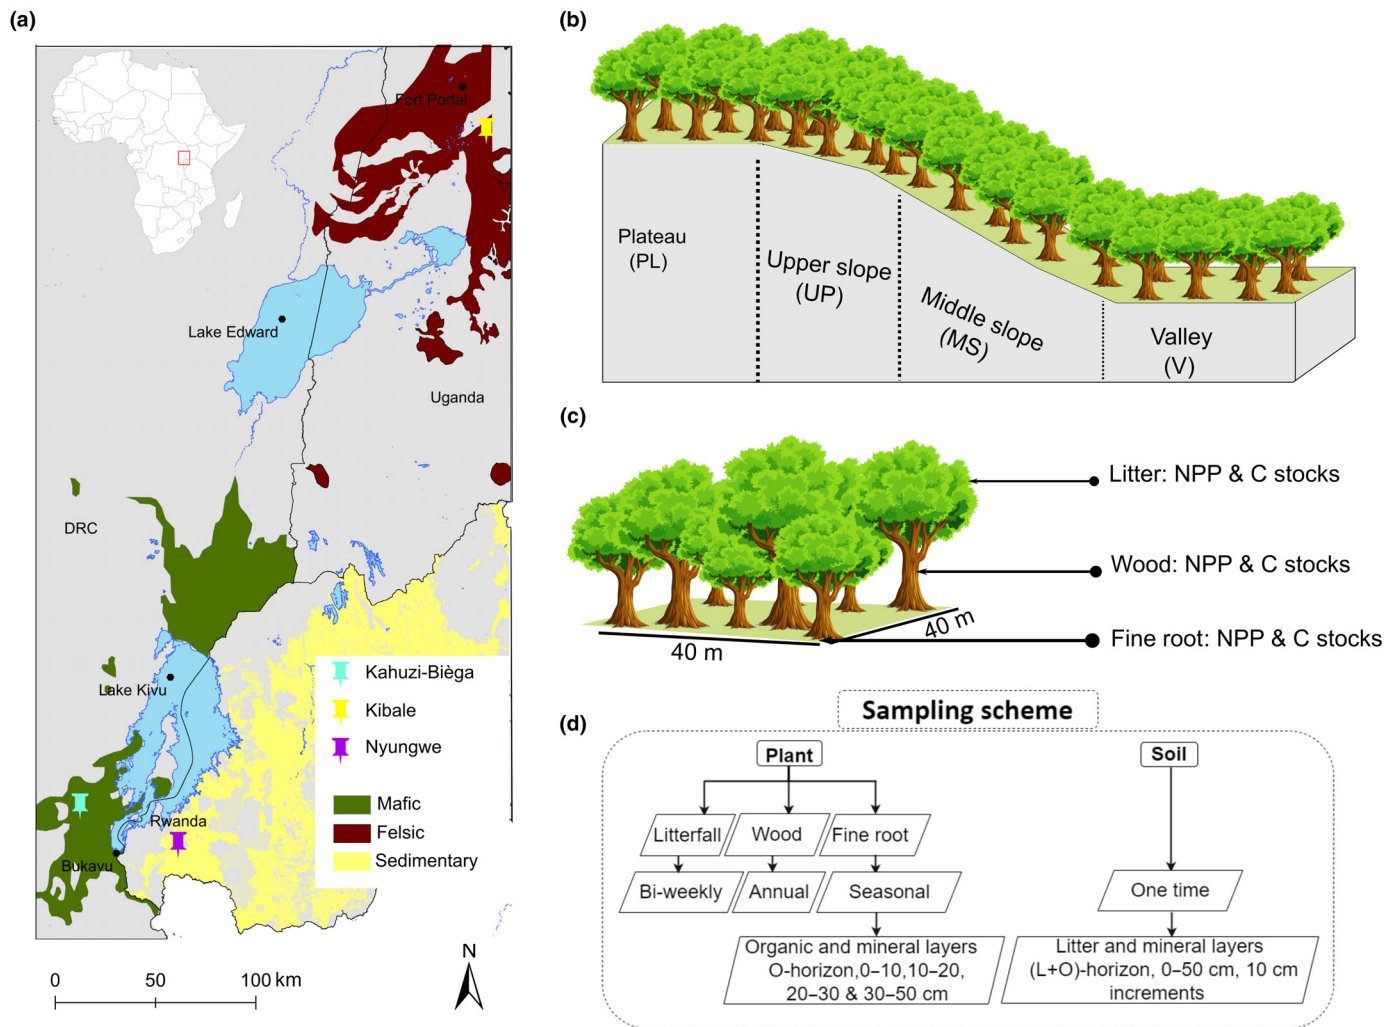 (a)
Fort Portal
Lake Edward
Uganda
DRC
Lake Kivu
Rwanda
Bukavu
Kahuzi-Bièga
Kibale
Nyungwe
Mafic
Felsic
Sedimentary
0 50 100 km
N
(b)
Plateau
(PL)
Upper slope
(UP)
Middle slope
(MS)
Valley
(V)
(c)
Litter: NPP & C stocks
Wood: NPP & C stocks
Fine root: NPP & C stocks
40 m
40 m
(d)
Sampling scheme
Plant
Soil
Litterfall
Wood
Fine root
Bi-weekly
Annual
Seasonal
One time
Organic and mineral layers
O-horizon,0–10,10–20,
20–30 & 30–50 cm
Litter and mineral layers
(L+O)-horizon, 0–50 cm, 10 cm
increments